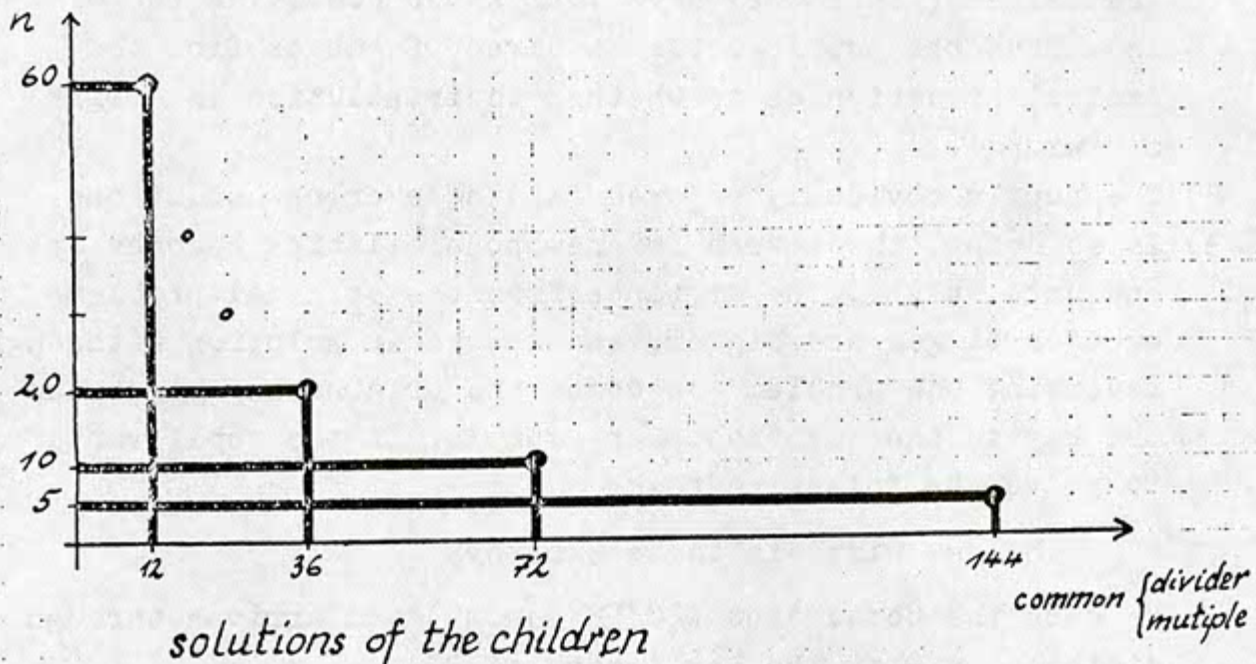 n
60
20
10
5
12 36 72 144
common { divider
mutiple
solutions of the children